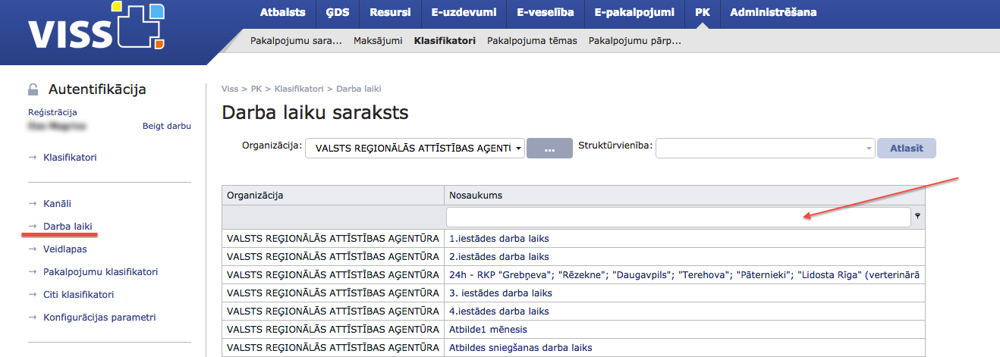 VISS
Atbalsts ĢDS Resursi E-uzdevumi E-veselība E-pakalpojumi PK Administrēšana
Pakalpojumu sara... Maksājumi Klasifikatori Pakalpojuma tēmas Pakalpojumu pārp...
Autentifikācija
Reģistrācija
Beigt darbu
Klasifikatori
Kanāli
Darba laiki
Veidlapas
Pakalpojumu klasifikatori
Citi klasifikatori
Konfigurācijas parametri
Viss > PK > Klasifikatori > Darba laiki
Darba laiku saraksts
Organizācija: VALSTS REĢIONĀLĀS ATTĪSTĪBAS AĢENTŪ ... Struktūrvienība: Atlasīt
Organizācija Nosaukums
VALSTS REĢIONĀLĀS ATTĪSTĪBAS AĢENTŪRA 1.iestādes darba laiks
VALSTS REĢIONĀLĀS ATTĪSTĪBAS AĢENTŪRA 2.iestādes darba laiks
VALSTS REĢIONĀLĀS ATTĪSTĪBAS AĢENTŪRA 24h - RKP "Grebņeva"; "Rēzekne"; "Daugavpils"; "Terehova"; "Pāternieki"; "Lidosta Rīga" (verterinārā
VALSTS REĢIONĀLĀS ATTĪSTĪBAS AĢENTŪRA 3. iestādes darba laiks
VALSTS REĢIONĀLĀS ATTĪSTĪBAS AĢENTŪRA 4.iestādes darba laiks
VALSTS REĢIONĀLĀS ATTĪSTĪBAS AĢENTŪRA Atbilde1 mēnesis
VALSTS REĢIONĀLĀS ATTĪSTĪBAS AĢENTŪRA Atbildes sniegšanas darba laiks